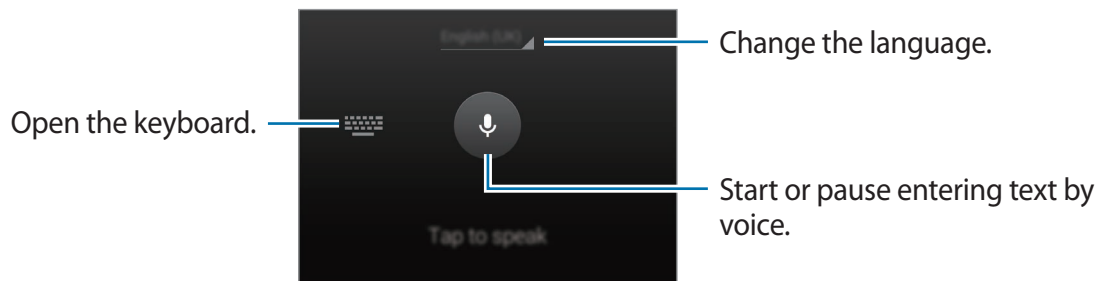 English (UK)
Change the language.
Open the keyboard.
Start or pause entering text by
voice.
Tap to speak